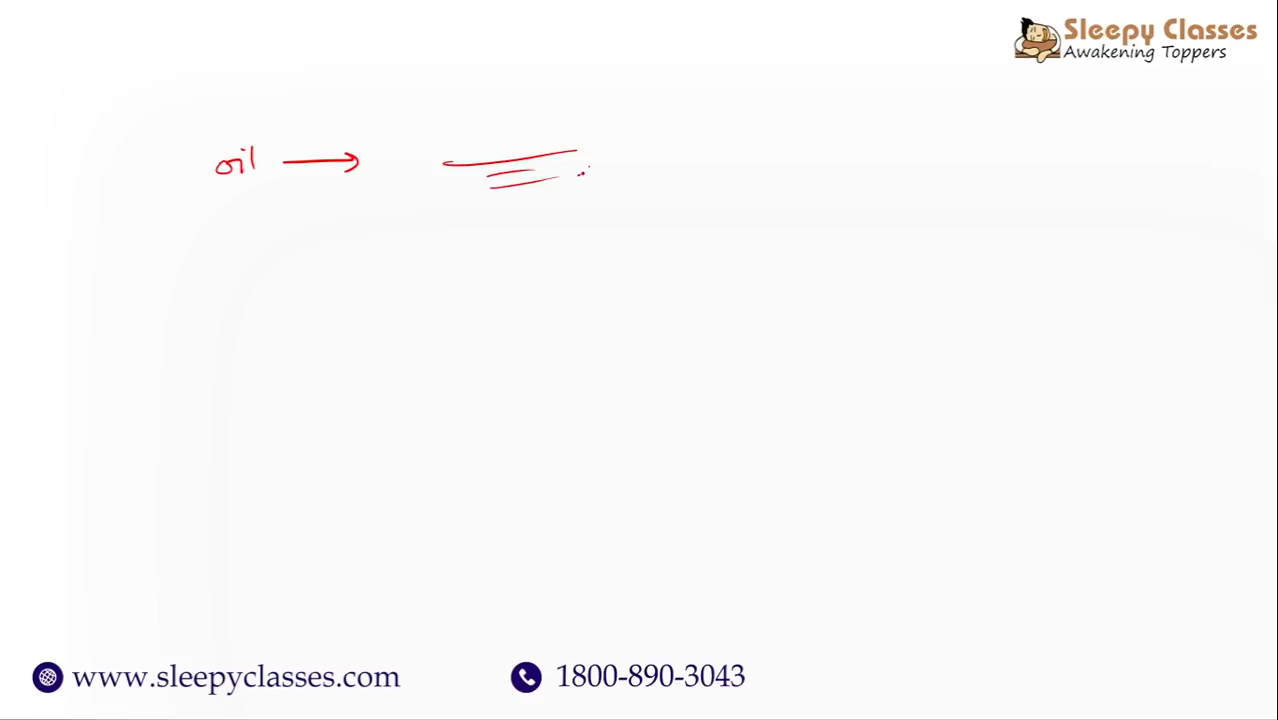 Sleepy Classes
Awakening Toppers
oil →
www.sleepyclasses.com
1800-890-3043